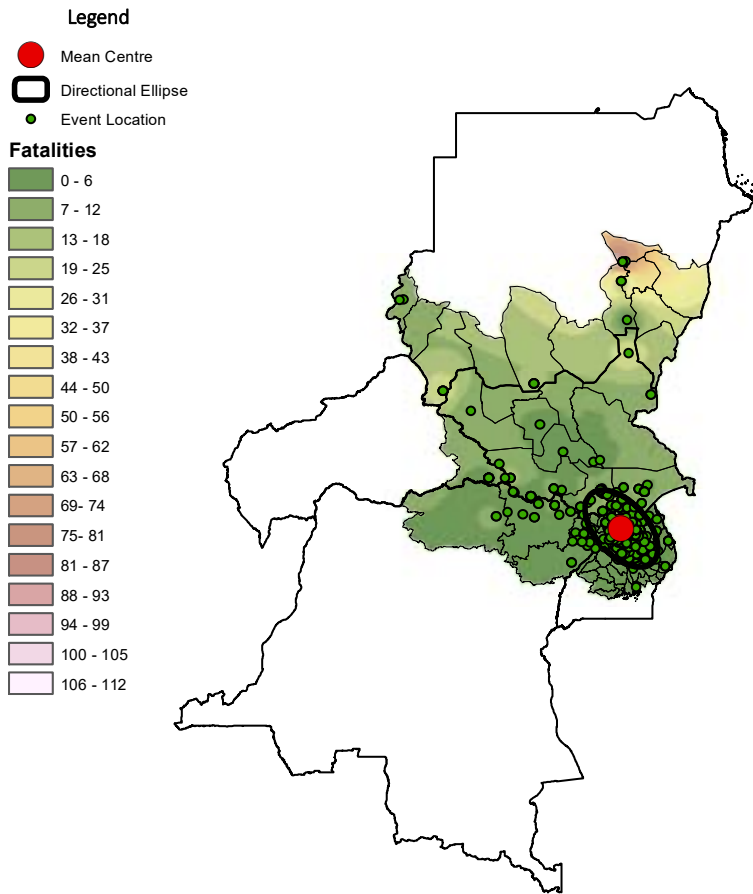 Legend
Mean Centre
Directional Ellipse
Event Location
Fatalities
0 - 6
7 - 12
13 - 18
19 - 25
26 - 31
32 - 37
38 - 43
44 - 50
50 - 56
57 - 62
63 - 68
69- 74
75- 81
81 - 87
88 - 93
94 - 99
100 - 105
106 - 112